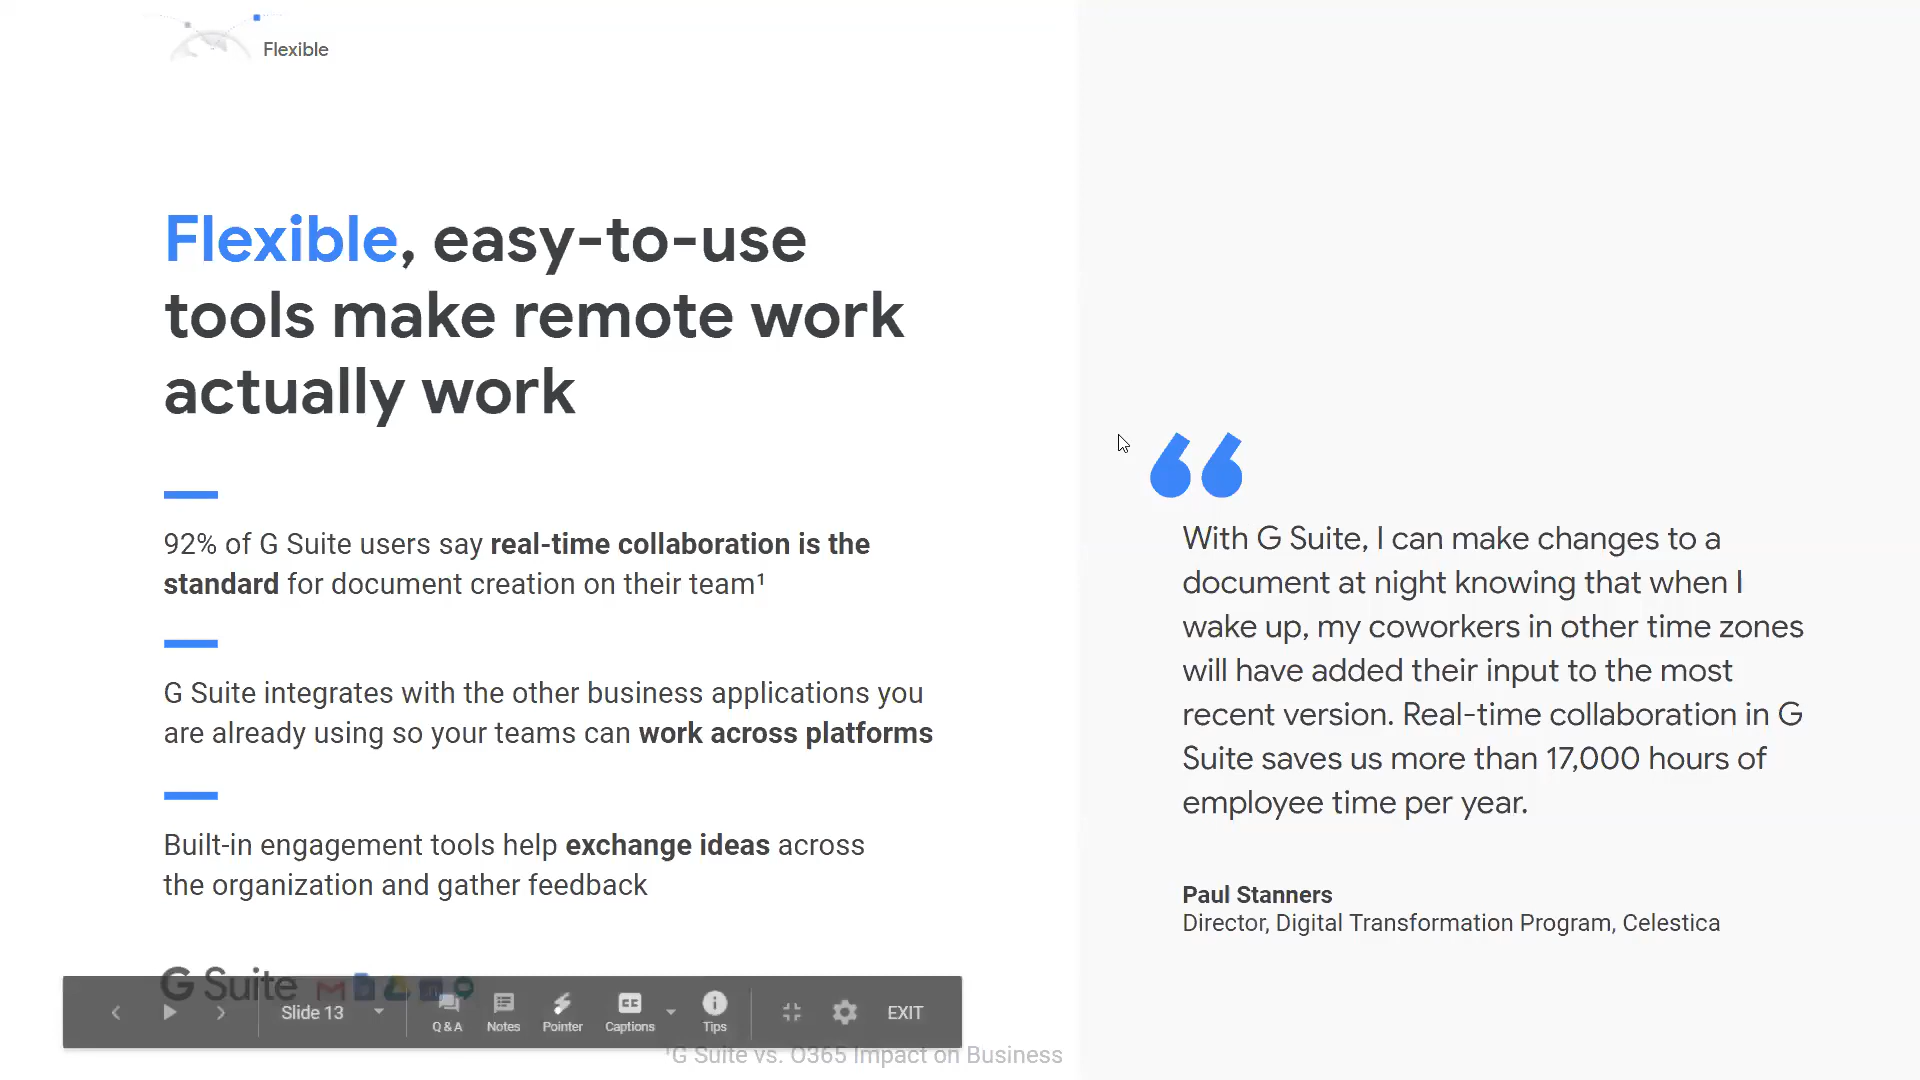 Flexible
Flexible, easy-to-use
tools make remote work
actually work
92% of G Suite users say real-time collaboration is the
standard for document creation on their team¹
G Suite integrates with the other business applications you
are already using so your teams can work across platforms
Built-in engagement tools help exchange ideas across
the organization and gather feedback
With G Suite, I can make changes to a
document at night knowing that when I
wake up, my coworkers in other time zones
will have added their input to the most
recent version. Real-time collaboration in G
Suite saves us more than 17,000 hours of
employee time per year.
Paul Stanners
Director, Digital Transformation Program, Celestica
G Suite
Slide 13
Q & A
Notes
Pointer
CC
Captions
Tips
EXIT
¹G Suite vs. O365 Impact on Business